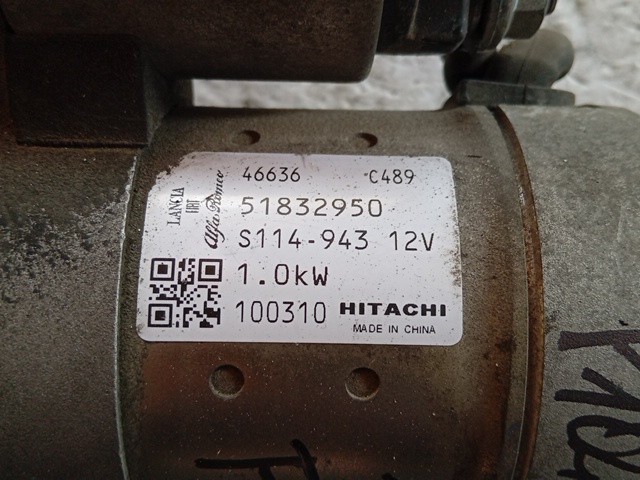 46636 C489
LANCIA
FIAT
Alfa Romeo
51832950
S114-943 12V
1.0kW
100310 HITACHI
MADE IN CHINA